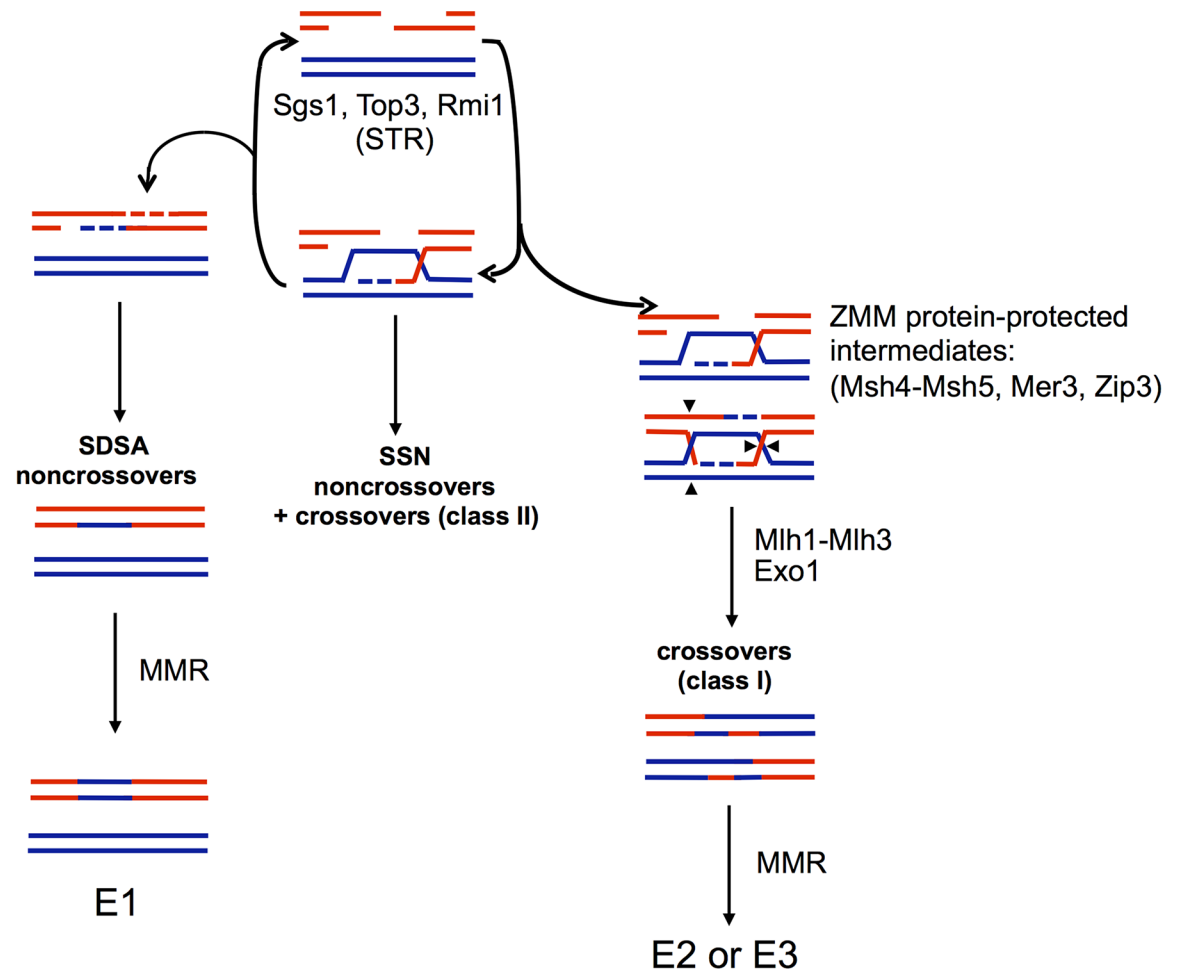 Sgs1, Top3, Rmi1
(STR)
ZMM protein-protected
intermediates:
(Msh4-Msh5, Mer3, Zip3)
SDSA
noncrossovers
SSN
noncrossovers
+ crossovers (class II)
Mlh1-Mlh3
Exo1
crossovers
(class I)
MMR
MMR
E1
E2 or E3